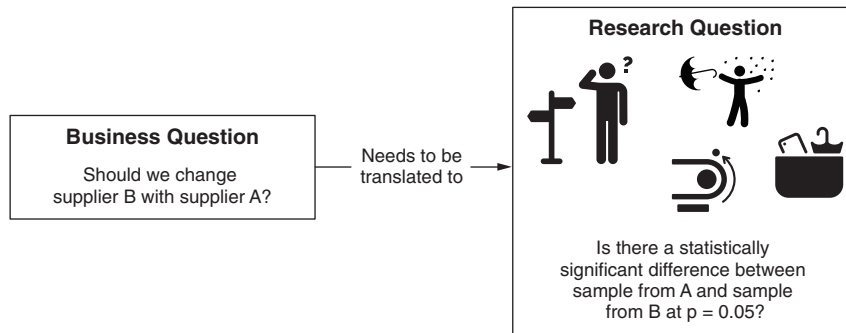 Business Question
Should we change
supplier B with supplier A?
Needs to be
translated to
Research Question
?
Is there a statistically
significant difference between
sample from A and sample
from B at p = 0.05?